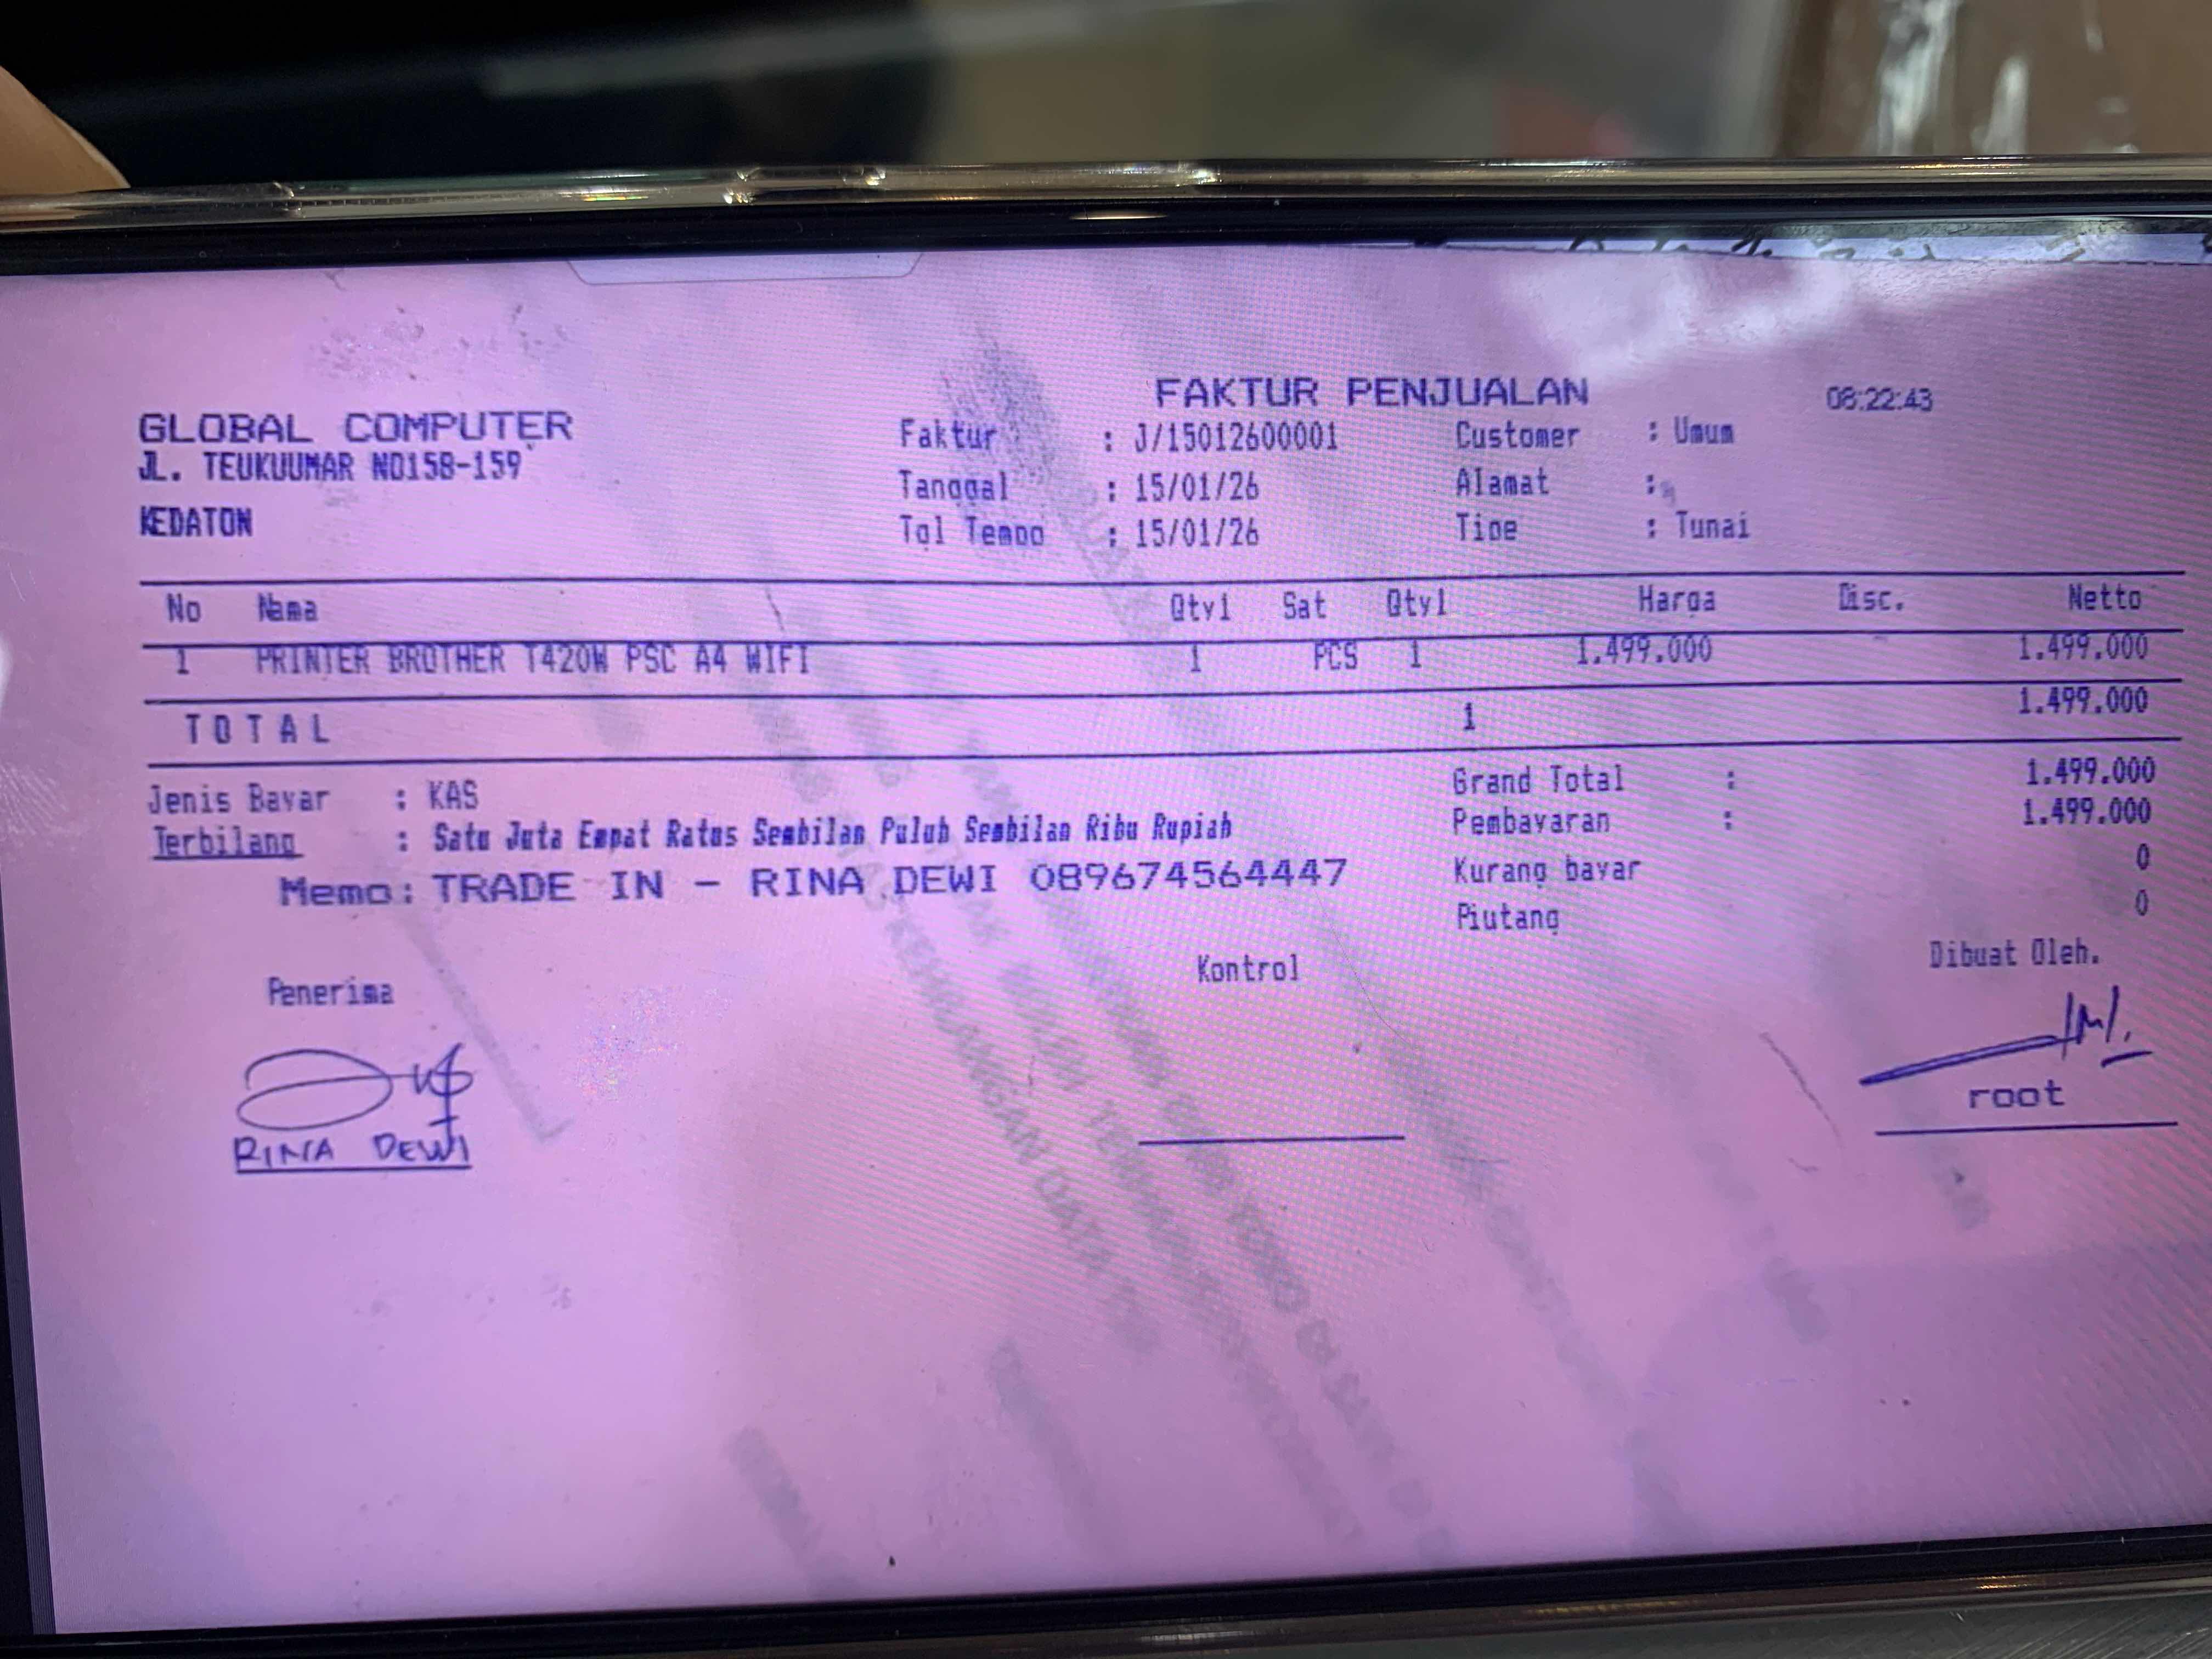 FAKTUR PENJUALAN 08:22:43
GLOBAL COMPUTER
JL. TEUKUUMAR NO158-159
KEDATON
Faktur : J/15012600001 Customer : Umum
Tanggal : 15/01/26 Alamat :
Tgl Tempo : 15/01/26 Tipe : Tunai
No Nama Qty1 Sat Qty1 Harga Disc. Netto
1 PRINTER BROTHER T420W PSC A4 WIFI 1 PCS 1 1.499.000 1.499.000
TOTAL 1 1.499.000
Jenis Bayar : KAS Grand Total : 1.499.000
Terbilang : Satu Juta Empat Ratus Sembilan Puluh Sembilan Ribu Rupiah Pembayaran : 1.499.000
Memo: TRADE IN - RINA DEWI 089674564447 Kurang bayar 0
Piutang 0
Penerima Kontrol Dibuat Oleh.
RINA DEWI root